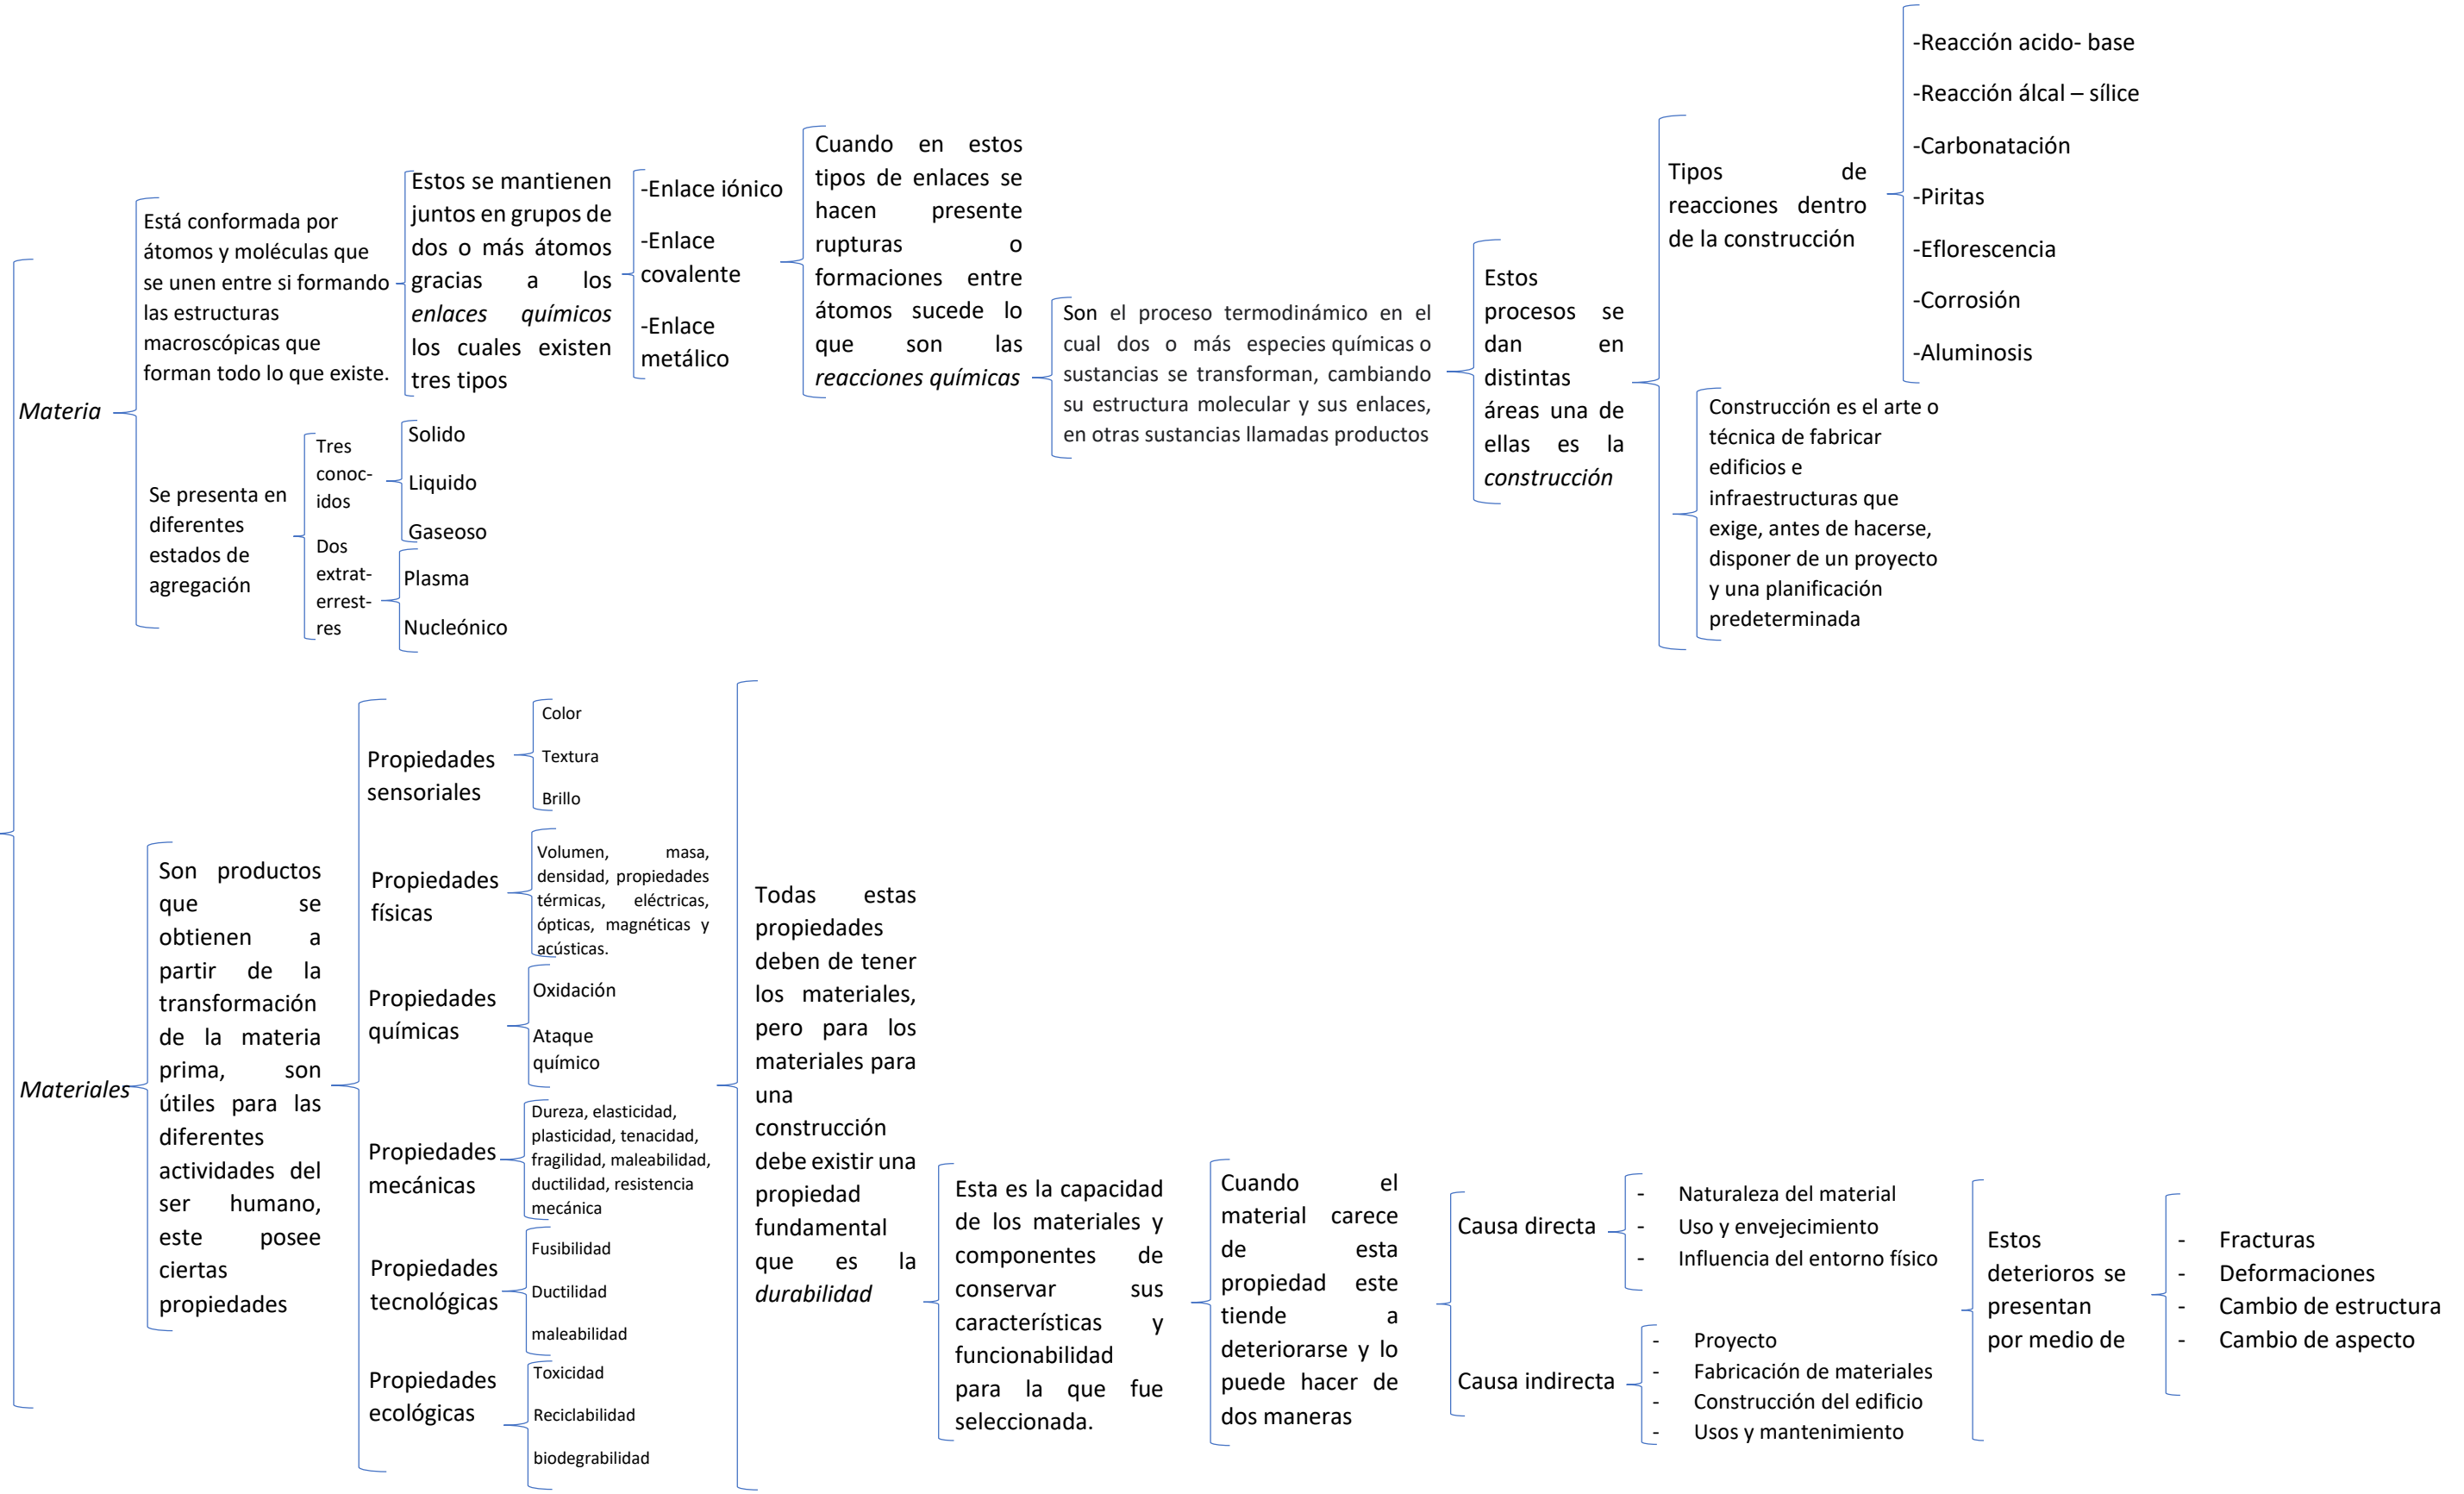 Materia
Está conformada por
átomos y moléculas que
se unen entre si formando
las estructuras
macroscópicas que
forman todo lo que existe.
Estos se mantienen
juntos en grupos de
dos o más átomos
gracias a los
enlaces químicos
los cuales existen
tres tipos
-Enlace iónico
-Enlace
covalente
-Enlace
metálico
Cuando en estos
tipos de enlaces se
hacen presente
rupturas o
formaciones entre
átomos sucede lo
que son las
reacciones químicas
Son el proceso termodinámico en el
cual dos o más especies químicas o
sustancias se transforman, cambiando
su estructura molecular y sus enlaces,
en otras sustancias llamadas productos
Estos
procesos se
dan en
distintas
áreas una de
ellas es la
construcción
Tipos de
reacciones dentro
de la construcción
-Reacción acido- base
-Reacción álcal – sílice
-Carbonatación
-Piritas
-Eflorescencia
-Corrosión
-Aluminosis
Construcción es el arte o
técnica de fabricar
edificios e
infraestructuras que
exige, antes de hacerse,
disponer de un proyecto
y una planificación
predeterminada
Se presenta en
diferentes
estados de
agregación
Tres
conoc-
idos
Solido
Liquido
Gaseoso
Dos
extrat-
errest-
res
Plasma
Nucleónico
Materiales
Son productos
que se
obtienen a
partir de la
transformación
de la materia
prima, son
útiles para las
diferentes
actividades del
ser humano,
este posee
ciertas
propiedades
Propiedades
sensoriales
Color
Textura
Brillo
Propiedades
físicas
Volumen, masa,
densidad, propiedades
térmicas, eléctricas,
ópticas, magnéticas y
acústicas.
Propiedades
químicas
Oxidación
Ataque
químico
Propiedades
mecánicas
Dureza, elasticidad,
plasticidad, tenacidad,
fragilidad, maleabilidad,
ductilidad, resistencia
mecánica
Propiedades
tecnológicas
Fusibilidad
Ductilidad
maleabilidad
Propiedades
ecológicas
Toxicidad
Reciclabilidad
biodegrabilidad
Todas estas
propiedades
deben de tener
los materiales,
pero para los
materiales para
una
construcción
debe existir una
propiedad
fundamental
que es la
durabilidad
Esta es la capacidad
de los materiales y
componentes de
conservar sus
características y
funcionabilidad
para la que fue
seleccionada.
Cuando el
material carece
de esta
propiedad este
tiende a
deteriorarse y lo
puede hacer de
dos maneras
Causa directa
- Naturaleza del material
- Uso y envejecimiento
- Influencia del entorno físico
Causa indirecta
- Proyecto
- Fabricación de materiales
- Construcción del edificio
- Usos y mantenimiento
Estos
deterioros se
presentan
por medio de
- Fracturas
- Deformaciones
- Cambio de estructura
- Cambio de aspecto